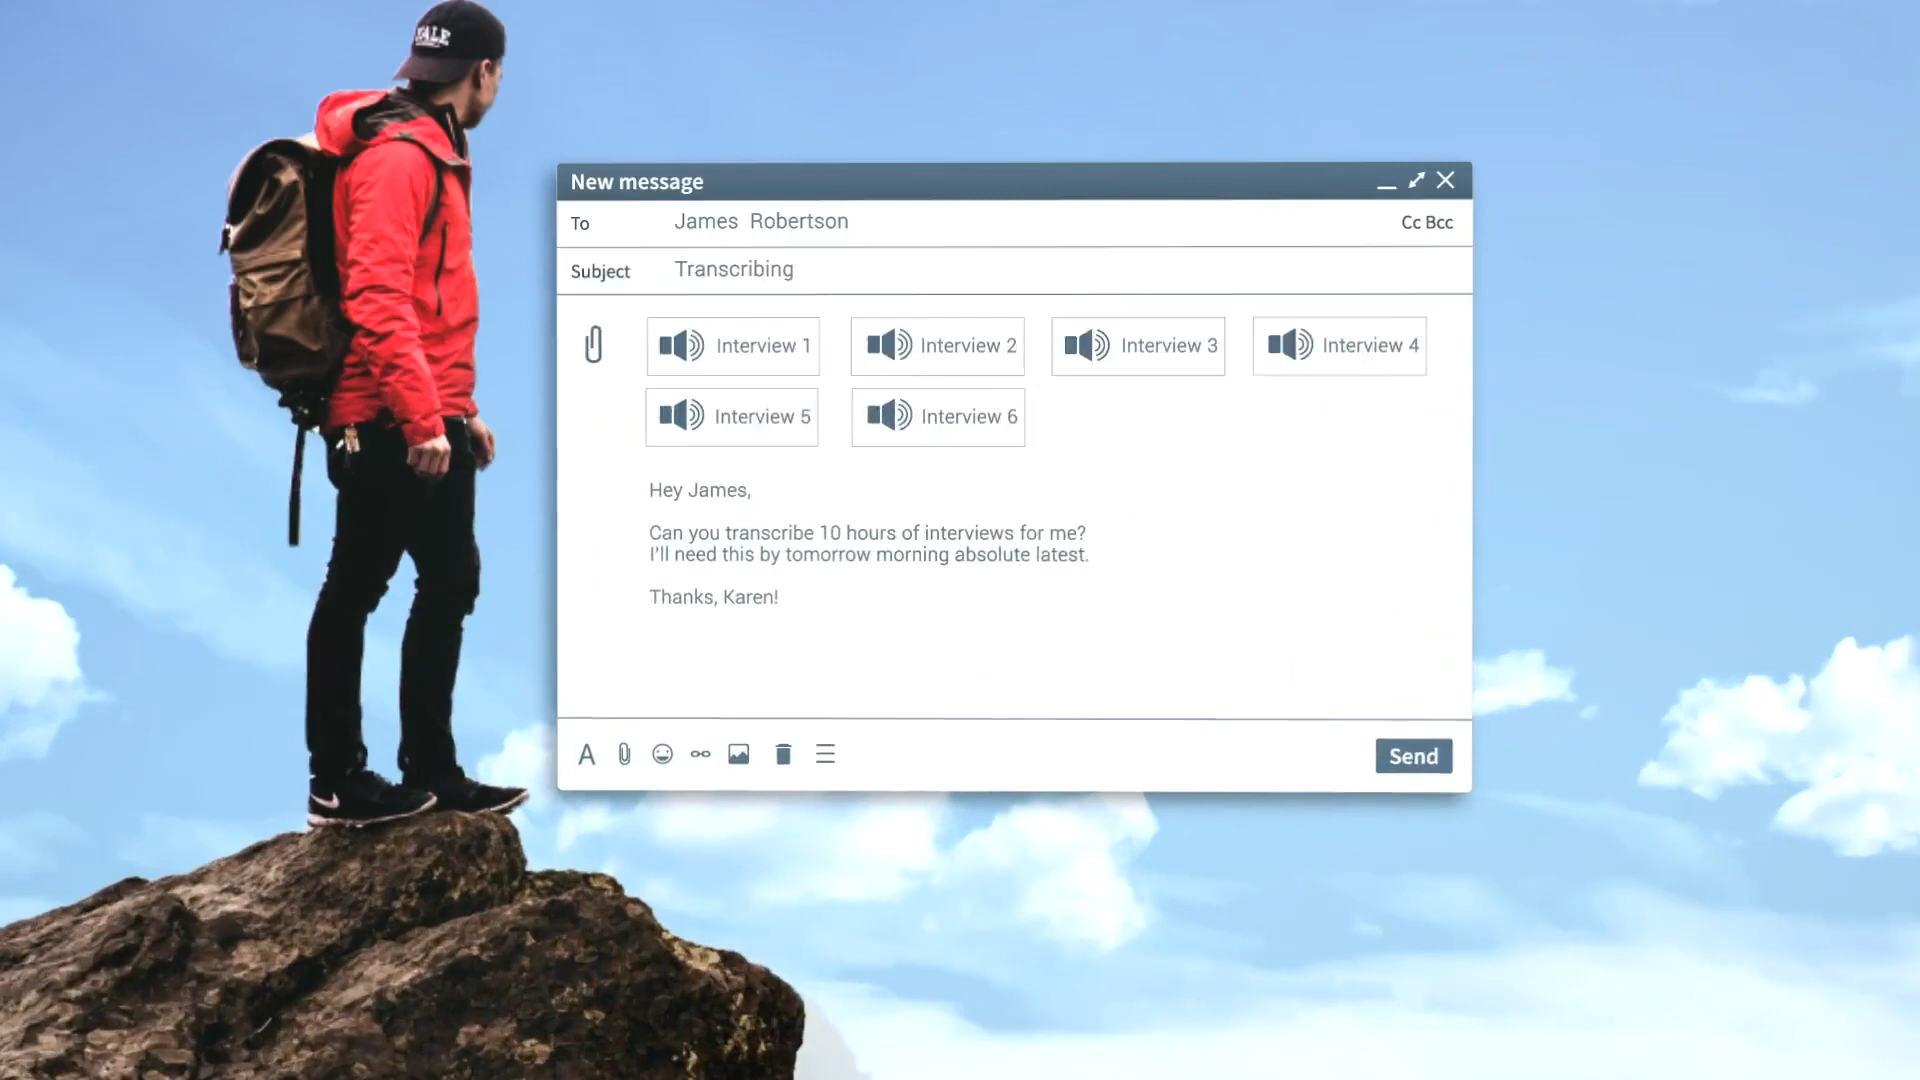 New message
To James Robertson Cc Bcc
Subject Transcribing
Interview 1 Interview 2 Interview 3 Interview 4
Interview 5 Interview 6
Hey James,
Can you transcribe 10 hours of interviews for me?
I'll need this by tomorrow morning absolute latest.
Thanks, Karen!
A
Send